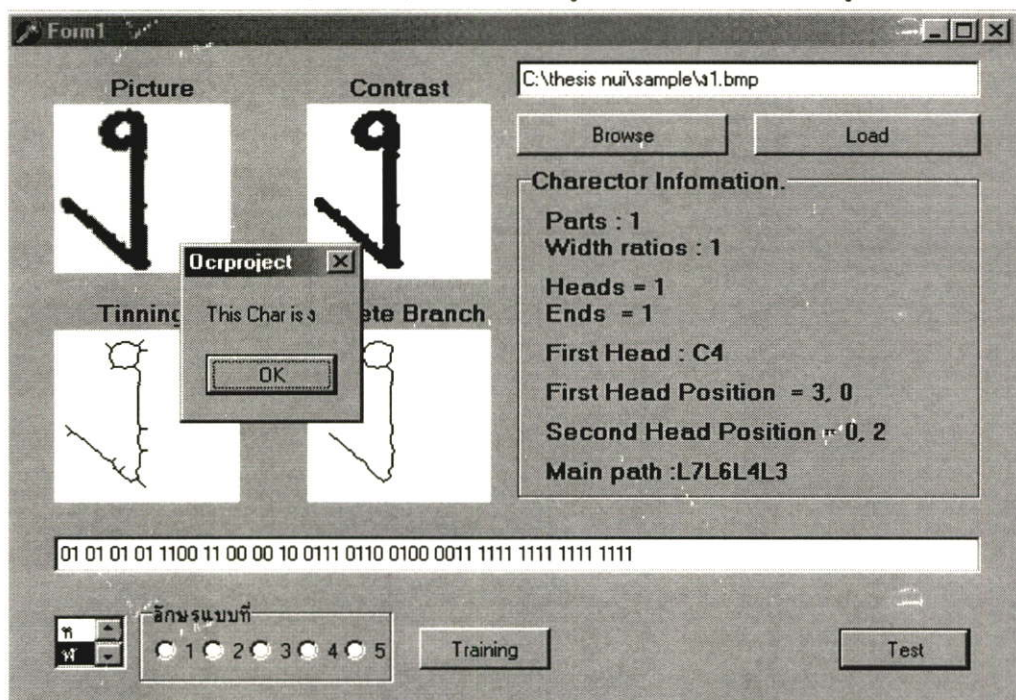 Form1
Picture
Contrast
C:\thesis nui\sample\ง1.bmp
Browse
Load
Charector Infomation.
Parts : 1
Width ratios : 1
Heads = 1
Ends = 1
First Head : C4
First Head Position = 3, 0
Second Head Position = 0, 2
Main path :L7L6L4L3
Ocrproject
This Char is ง
OK
Tinning
ete Branch
01 01 01 01 1100 11 00 00 10 0111 0110 0100 0011 1111 1111 1111 1111
ท
ฬ
ลักษรแบบที่
1 2 3 4 5
Training
Test